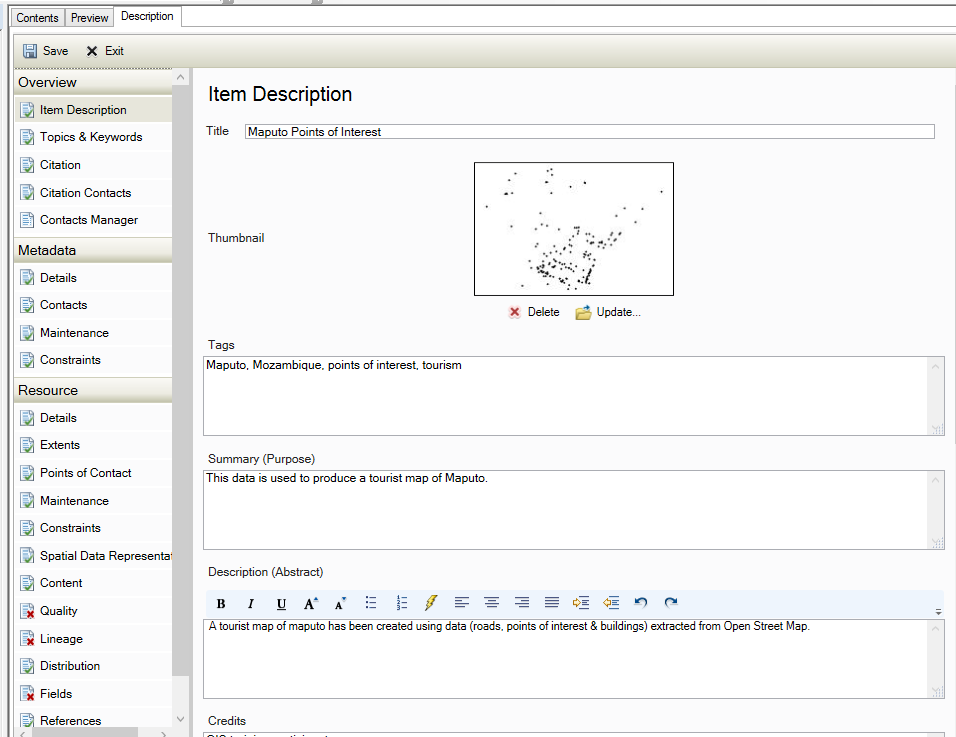 Contents Preview Description
Save Exit
Overview
Item Description
Topics & Keywords
Citation
Citation Contacts
Contacts Manager
Metadata
Details
Contacts
Maintenance
Constraints
Resource
Details
Extents
Points of Contact
Maintenance
Constraints
Spatial Data Representat
Content
Quality
Lineage
Distribution
Fields
References
Item Description
Title Maputo Points of Interest
Thumbnail
Delete Update...
Tags
Maputo, Mozambique, points of interest, tourism
Summary (Purpose)
This data is used to produce a tourist map of Maputo.
Description (Abstract)
B I U A A
A tourist map of maputo has been created using data (roads, points of interest & buildings) extracted from Open Street Map.
Credits